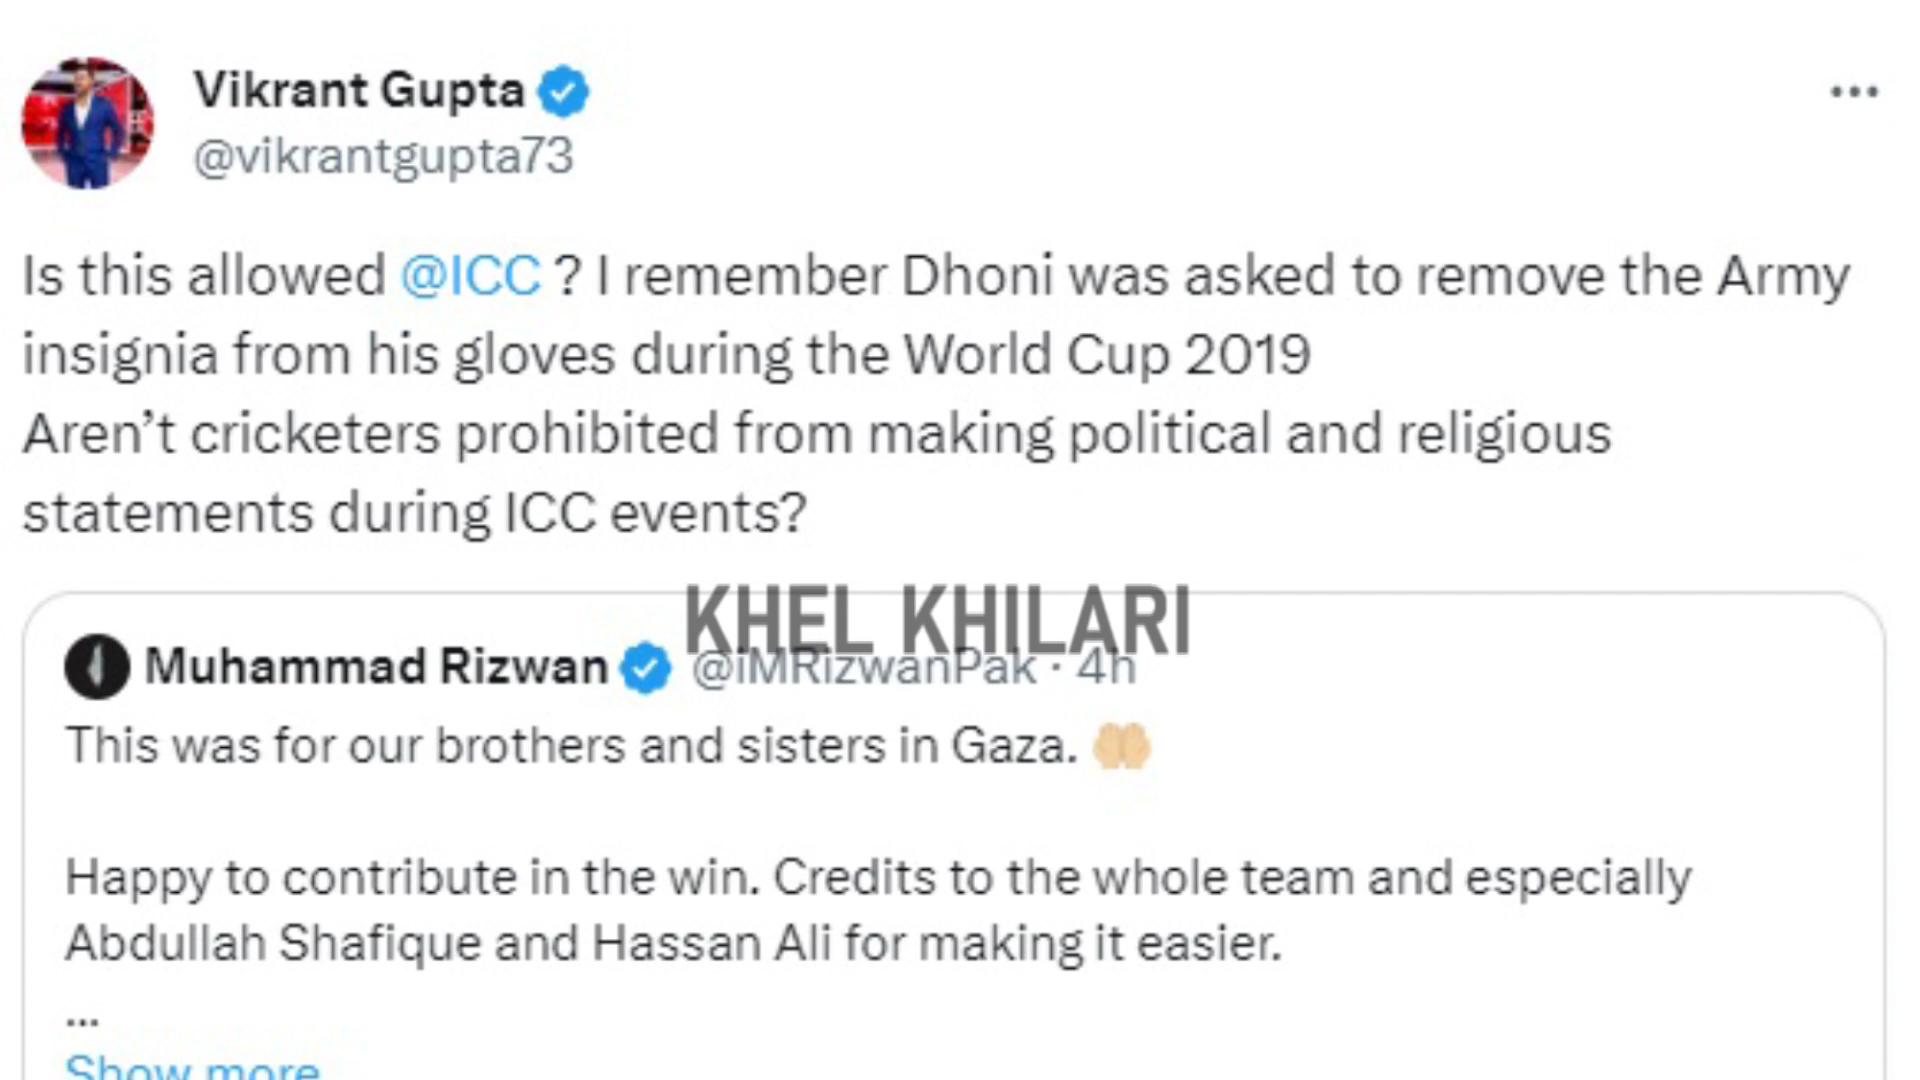 Vikrant Gupta
@vikrantgupta73
Is this allowed @ICC ? I remember Dhoni was asked to remove the Army
insignia from his gloves during the World Cup 2019
Aren’t cricketers prohibited from making political and religious
statements during ICC events?
KHEL KHILARI
Muhammad Rizwan @iMRizwanPak · 4h
This was for our brothers and sisters in Gaza. 🤲🏼
Happy to contribute in the win. Credits to the whole team and especially
Abdullah Shafique and Hassan Ali for making it easier.
...
Show more